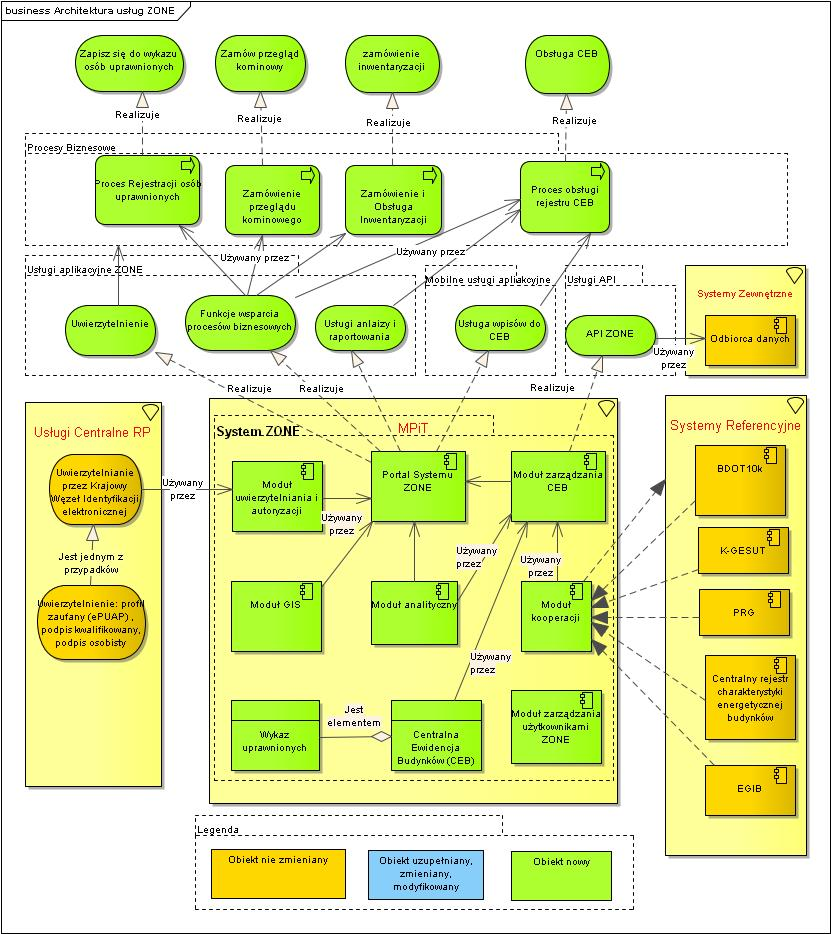 business Architektura usług ZONE
Zapisz się do wykazu
osób uprawnionych
Zamów przegląd
kominowy
zamówienie
inwentaryzacji
Obsługa CEB
Realizuje
Realizuje
Realizuje
Realizuje
Procesy Biznesowe
Proces Rejestracji osób
uprawnionych
Zamówienie
przeglądu
kominowego
Zamówienie i
Obsługa
Inwentaryzacji
Proces obsługi
rejestru CEB
Używany przez
Używany przez
Usługi aplikacyjne ZONE
Mobilne usługi apliakcyjne
Usługi API
Uwierzytelnienie
Funkcje wsparcia
procesów biznesowych
Usługi anlaizy i
raportowania
Usługa wpisów do
CEB
API ZONE
Używany
przez
Systemy Zewnętrzne
Odbiorca danych
Realizuje
Realizuje
Realizuje
Usługi Centralne RP
Uwierzytelnianie
przez Krajowy
Węzeł Identyfikacji
elektronicznej
Jest jednym z
przypadków
Uwierzytelnienie: profil
zaufany (ePUAP) ,
podpis kwalifikowany,
podpis osobisty
Używany
przez
MPiT
System ZONE
Moduł
uwierzytelniania i
autoryzacji
Używany
przez
Portal Systemu
ZONE
Moduł zarządzania
CEB
Używany
przez
Używany
przez
Moduł GIS
Moduł analityczny
Moduł
kooperacji
Używany
przez
Wykaz
uprawnionych
Jest
elementem
Centralna
Ewidencja
Budynków (CEB)
Moduł zarządzania
użytkownikami
ZONE
Systemy Referencyjne
BDOT10k
K-GESUT
PRG
Centralny rejestr
charakterystyki
energetycznej
budynków
EGIB
Legenda
Obiekt nie zmieniany
Obiekt uzupełniany,
zmieniany,
modyfikowany
Obiekt nowy